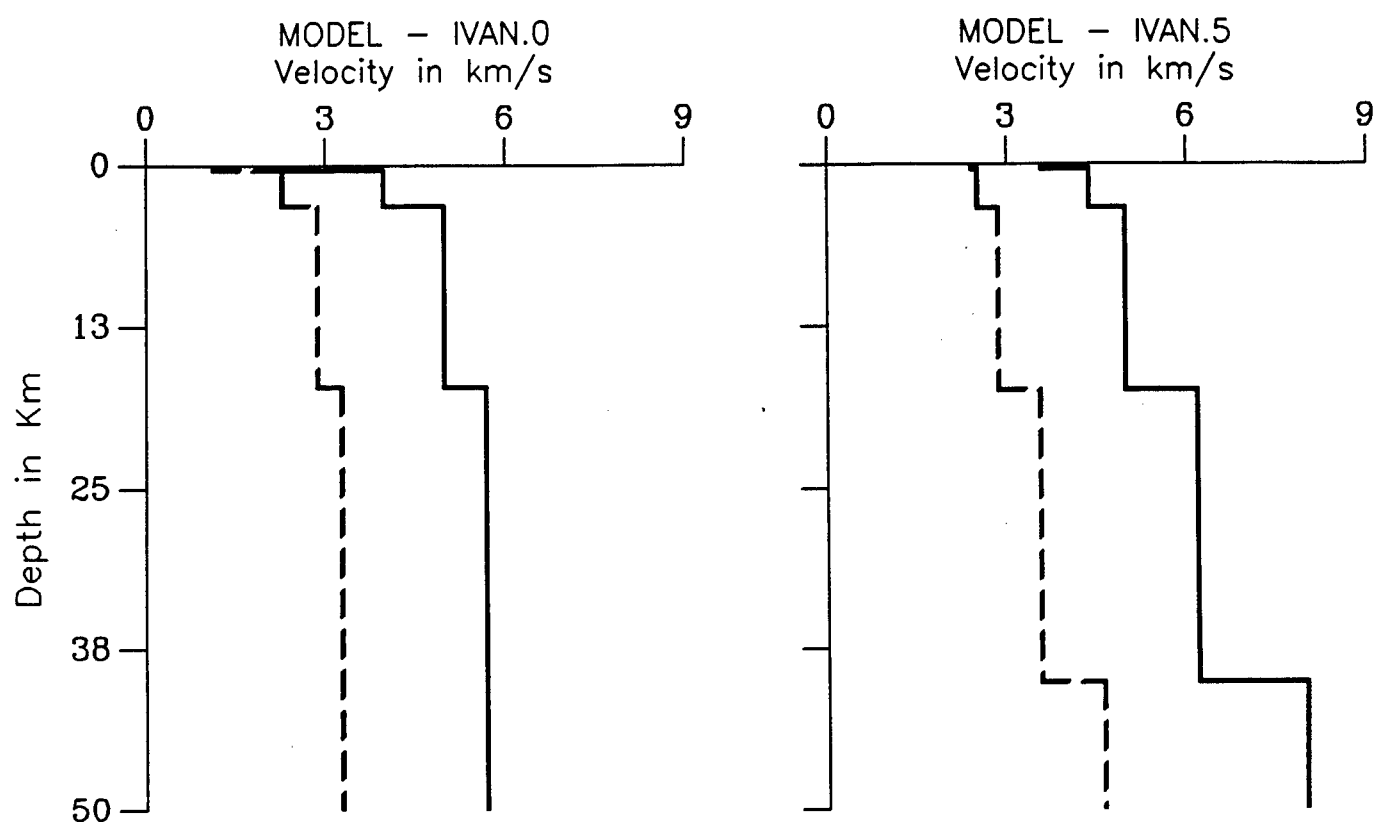 MODEL - IVAN.0
Velocity in km/s
0 3 6 9
0
13
25
38
50
Depth in Km
MODEL - IVAN.5
Velocity in km/s
0 3 6 9